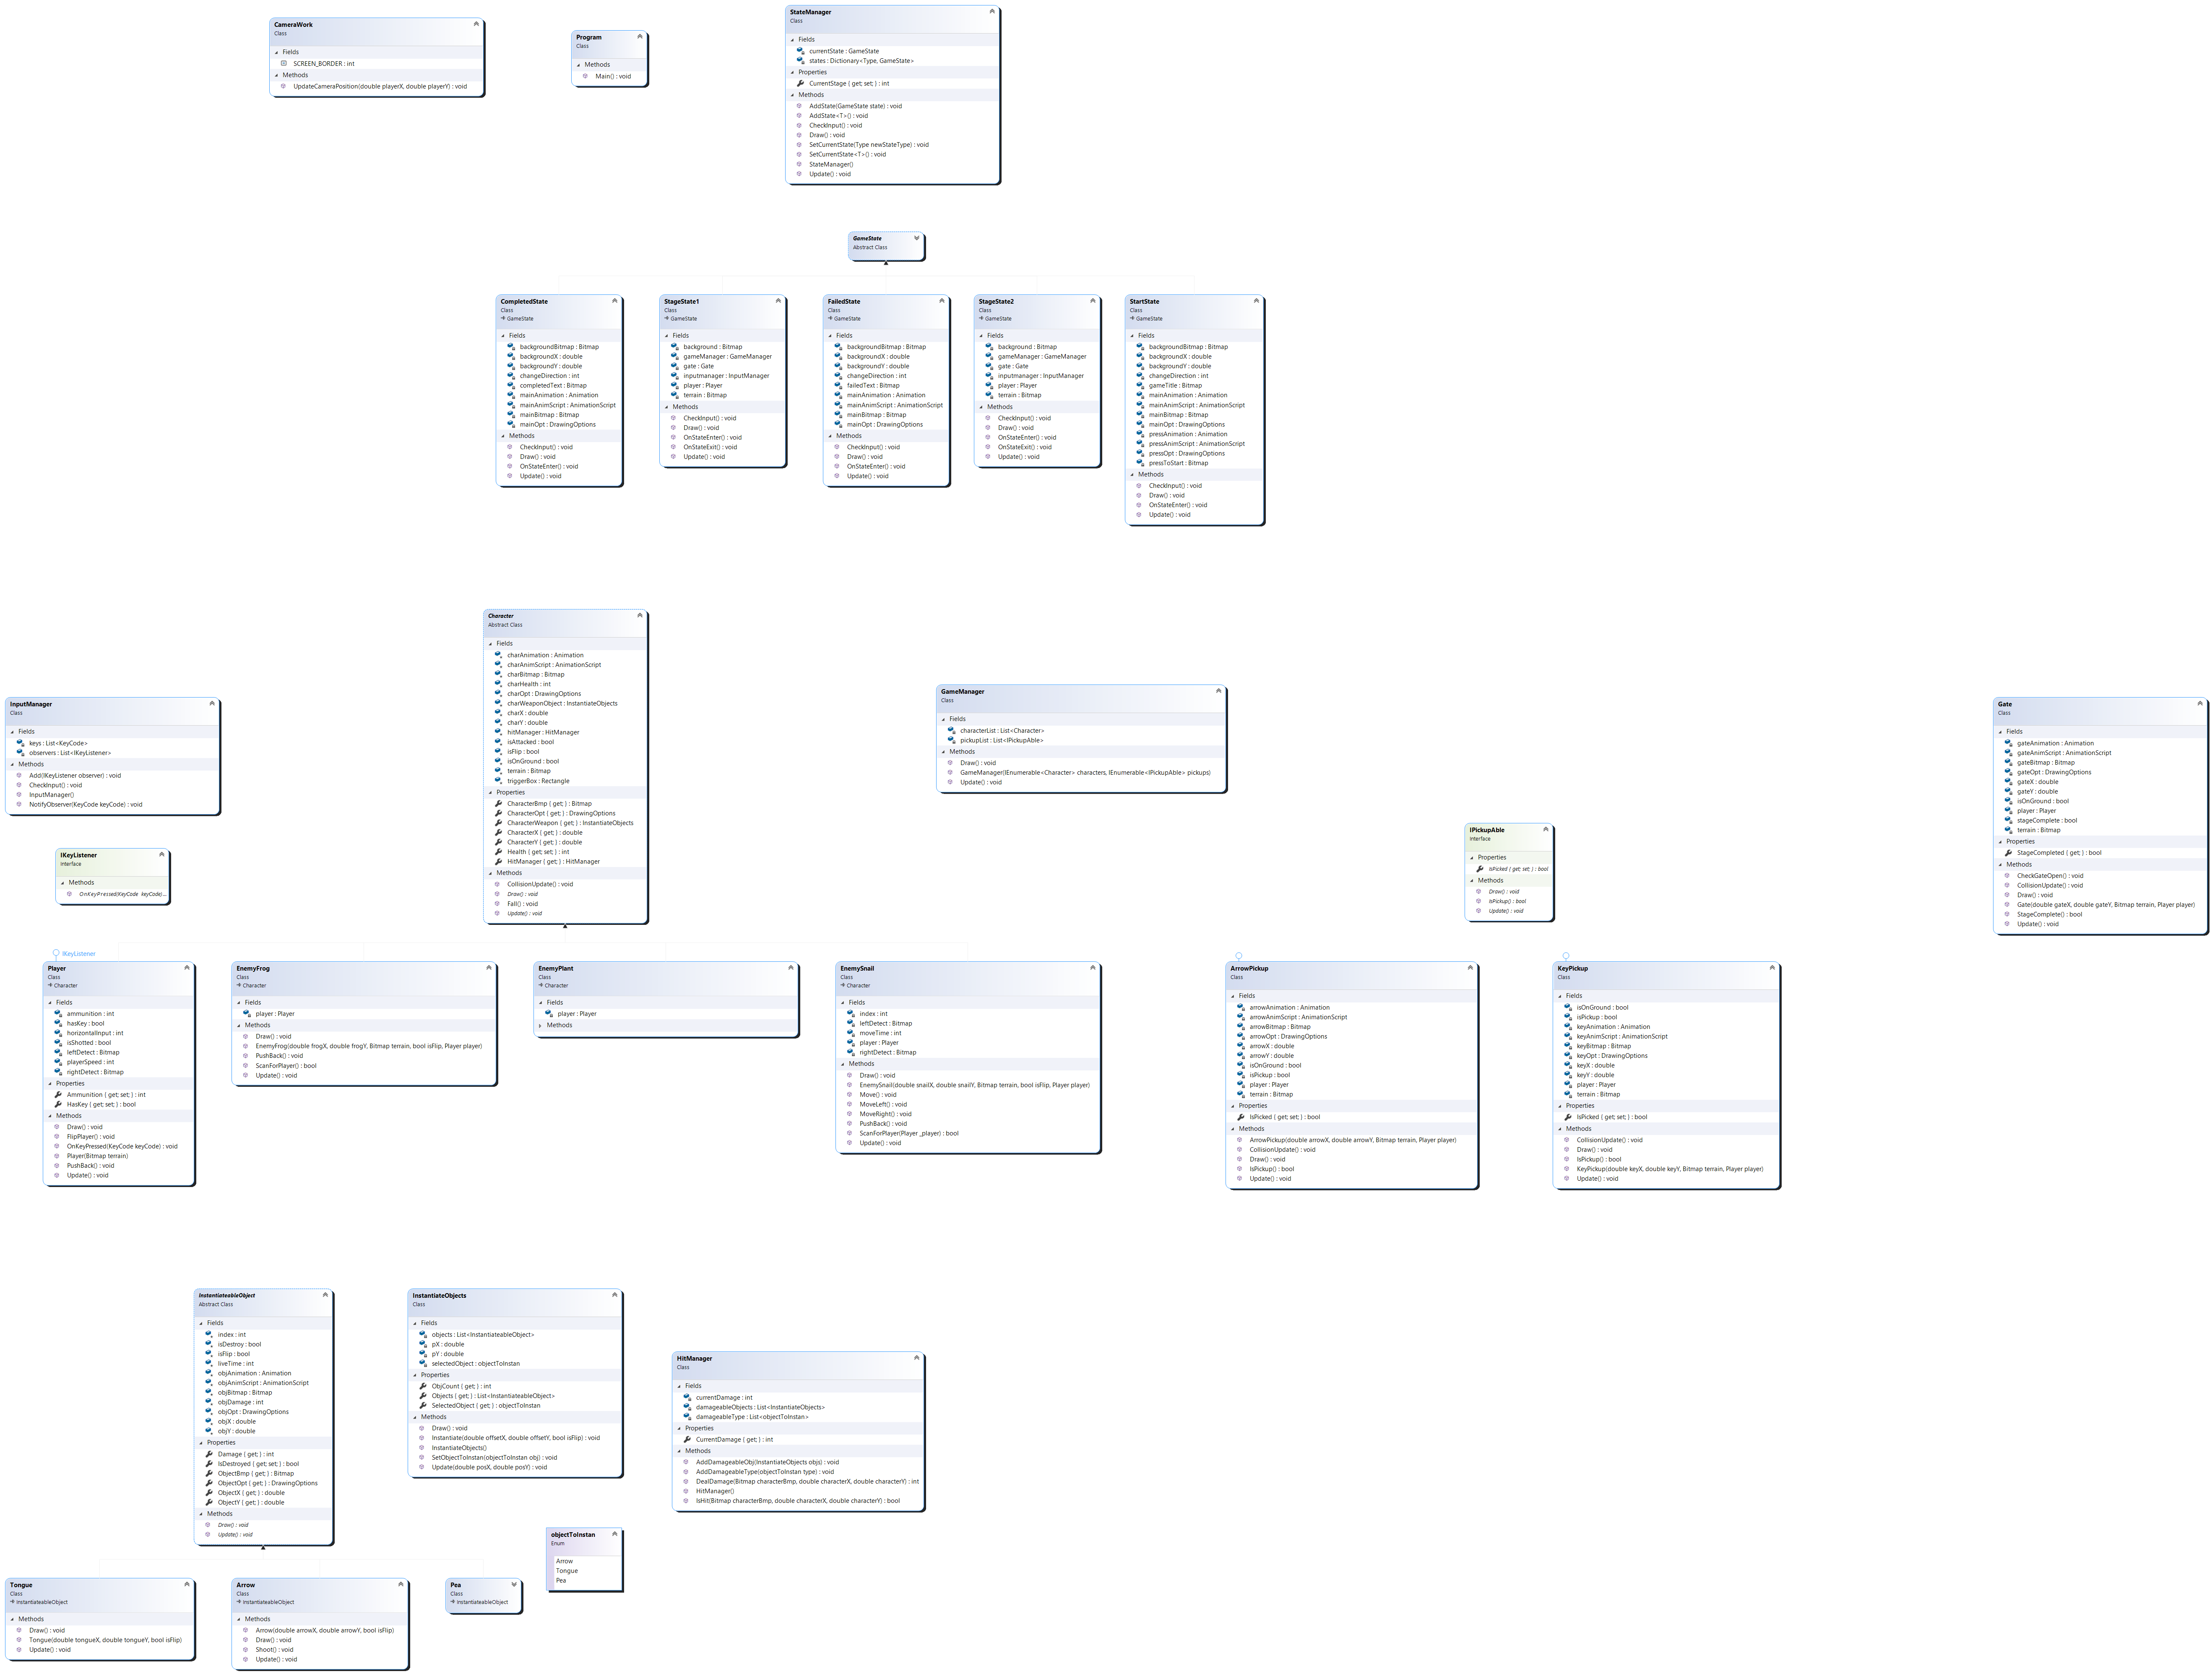 CameraWork
Class
Fields
SCREEN_BORDER : int
Methods
UpdateCameraPosition(double playerX, double playerY) : void
Program
Class
Methods
Main() : void
StateManager
Class
Fields
currentState : GameState
states : Dictionary<Type, GameState>
Properties
CurrentStage { get; set; } : int
Methods
AddState(GameState state) : void
AddState<T>() : void
CheckInput() : void
Draw() : void
SetCurrentState(Type newStateType) : void
SetCurrentState<T>() : void
StateManager()
Update() : void
GameState
Abstract Class
CompletedState
Class
GameState
Fields
backgroundBitmap : Bitmap
backgroundX : double
backgroundY : double
changeDirection : int
completedText : Bitmap
mainAnimation : Animation
mainAnimScript : AnimationScript
mainBitmap : Bitmap
mainOpt : DrawingOptions
Methods
CheckInput() : void
Draw() : void
OnStateEnter() : void
Update() : void
StageState1
Class
GameState
Fields
background : Bitmap
gameManager : GameManager
gate : Gate
inputmanager : InputManager
player : Player
terrain : Bitmap
Methods
CheckInput() : void
Draw() : void
OnStateEnter() : void
OnStateExit() : void
Update() : void
FailedState
Class
GameState
Fields
backgroundBitmap : Bitmap
backgroundX : double
backgroundY : double
changeDirection : int
failedText : Bitmap
mainAnimation : Animation
mainAnimScript : AnimationScript
mainBitmap : Bitmap
mainOpt : DrawingOptions
Methods
CheckInput() : void
Draw() : void
OnStateEnter() : void
Update() : void
StageState2
Class
GameState
Fields
background : Bitmap
gameManager : GameManager
gate : Gate
inputmanager : InputManager
player : Player
terrain : Bitmap
Methods
CheckInput() : void
Draw() : void
OnStateEnter() : void
OnStateExit() : void
Update() : void
StartState
Class
GameState
Fields
backgroundBitmap : Bitmap
backgroundX : double
backgroundY : double
changeDirection : int
gameTitle : Bitmap
mainAnimation : Animation
mainAnimScript : AnimationScript
mainBitmap : Bitmap
mainOpt : DrawingOptions
pressAnimation : Animation
pressAnimScript : AnimationScript
pressOpt : DrawingOptions
pressToStart : Bitmap
Methods
CheckInput() : void
Draw() : void
OnStateEnter() : void
Update() : void
InputManager
Class
Fields
keys : List<KeyCode>
observers : List<IKeyListener>
Methods
Add(IKeyListener observer) : void
CheckInput() : void
InputManager()
NotifyObserver(KeyCode keyCode) : void
IKeyListener
Interface
Methods
OnKeyPressed(KeyCode keyCode)...
Character
Abstract Class
Fields
charAnimation : Animation
charAnimScript : AnimationScript
charBitmap : Bitmap
charHealth : int
charOpt : DrawingOptions
charWeaponObject : InstantiateObjects
charX : double
charY : double
hitManager : HitManager
isAttacked : bool
isFlip : bool
isOnGround : bool
terrain : Bitmap
triggerBox : Rectangle
Properties
CharacterBmp { get; } : Bitmap
CharacterOpt { get; } : DrawingOptions
CharacterWeapon { get; } : InstantiateObjects
CharacterX { get; } : double
CharacterY { get; } : double
Health { get; set; } : int
HitManager { get; } : HitManager
Methods
CollisionUpdate() : void
Draw() : void
Fall() : void
Update() : void
GameManager
Class
Fields
characterList : List<Character>
pickupList : List<IPickupAble>
Methods
Draw() : void
GameManager(IEnumerable<Character> characters, IEnumerable<IPickupAble> pickups)
Update() : void
IPickupAble
Interface
Properties
IsPicked { get; set; } : bool
Methods
Draw() : void
IsPickup() : bool
Update() : void
Gate
Class
Fields
gateAnimation : Animation
gateAnimScript : AnimationScript
gateBitmap : Bitmap
gateOpt : DrawingOptions
gateX : double
gateY : double
isOnGround : bool
player : Player
stageComplete : bool
terrain : Bitmap
Properties
StageCompleted { get; } : bool
Methods
CheckGateOpen() : void
CollisionUpdate() : void
Draw() : void
Gate(double gateX, double gateY, Bitmap terrain, Player player)
StageComplete() : bool
Update() : void
IKeyListener
Player
Class
Character
Fields
ammunition : int
hasKey : bool
horizontalInput : int
isShotted : bool
leftDetect : Bitmap
playerSpeed : int
rightDetect : Bitmap
Properties
Ammunition { get; set; } : int
HasKey { get; set; } : bool
Methods
Draw() : void
FlipPlayer() : void
OnKeyPressed(KeyCode keyCode) : void
Player(Bitmap terrain)
PushBack() : void
Update() : void
EnemyFrog
Class
Character
Fields
player : Player
Methods
Draw() : void
EnemyFrog(double frogX, double frogY, Bitmap terrain, bool isFlip, Player player)
PushBack() : void
ScanForPlayer() : bool
Update() : void
EnemyPlant
Class
Character
Fields
player : Player
Methods
EnemySnail
Class
Character
Fields
index : int
leftDetect : Bitmap
moveTime : int
player : Player
rightDetect : Bitmap
Methods
Draw() : void
EnemySnail(double snailX, double snailY, Bitmap terrain, bool isFlip, Player player)
Move() : void
MoveLeft() : void
MoveRight() : void
PushBack() : void
ScanForPlayer(Player _player) : bool
Update() : void
ArrowPickup
Class
Fields
arrowAnimation : Animation
arrowAnimScript : AnimationScript
arrowBitmap : Bitmap
arrowOpt : DrawingOptions
arrowX : double
arrowY : double
isOnGround : bool
isPickup : bool
player : Player
terrain : Bitmap
Properties
IsPicked { get; set; } : bool
Methods
ArrowPickup(double arrowX, double arrowY, Bitmap terrain, Player player)
CollisionUpdate() : void
Draw() : void
IsPickup() : bool
Update() : void
KeyPickup
Class
Fields
isOnGround : bool
isPickup : bool
keyAnimation : Animation
keyAnimScript : AnimationScript
keyBitmap : Bitmap
keyOpt : DrawingOptions
keyX : double
keyY : double
player : Player
terrain : Bitmap
Properties
IsPicked { get; set; } : bool
Methods
CollisionUpdate() : void
Draw() : void
IsPickup() : bool
KeyPickup(double keyX, double keyY, Bitmap terrain, Player player)
Update() : void
InstantiateableObject
Abstract Class
Fields
index : int
isDestroy : bool
isFlip : bool
liveTime : int
objAnimation : Animation
objAnimScript : AnimationScript
objBitmap : Bitmap
objDamage : int
objOpt : DrawingOptions
objX : double
objY : double
Properties
Damage { get; } : int
IsDestroyed { get; set; } : bool
ObjectBmp { get; } : Bitmap
ObjectOpt { get; } : DrawingOptions
ObjectX { get; } : double
ObjectY { get; } : double
Methods
Draw() : void
Update() : void
InstantiateObjects
Class
Fields
objects : List<InstantiateableObject>
pX : double
pY : double
selectedObject : objectToInstan
Properties
ObjCount { get; } : int
Objects { get; } : List<InstantiateableObject>
SelectedObject { get; } : objectToInstan
Methods
Draw() : void
Instantiate(double offsetX, double offsetY, bool isFlip) : void
InstantiateObjects()
SetObjectToInstan(objectToInstan obj) : void
Update(double posX, double posY) : void
HitManager
Class
Fields
currentDamage : int
damageableObjects : List<InstantiateObjects>
damageableType : List<objectToInstan>
Properties
CurrentDamage { get; } : int
Methods
AddDamageableObj(InstantiateObjects objs) : void
AddDamageableType(objectToInstan type) : void
DealDamage(Bitmap characterBmp, double characterX, double characterY) : int
HitManager()
IsHit(Bitmap characterBmp, double characterX, double characterY) : bool
objectToInstan
Enum
Arrow
Tongue
Pea
Tongue
Class
InstantiateableObject
Methods
Draw() : void
Tongue(double tongueX, double tongueY, bool isFlip)
Update() : void
Arrow
Class
InstantiateableObject
Methods
Arrow(double arrowX, double arrowY, bool isFlip)
Draw() : void
Shoot() : void
Update() : void
Pea
Class
InstantiateableObject